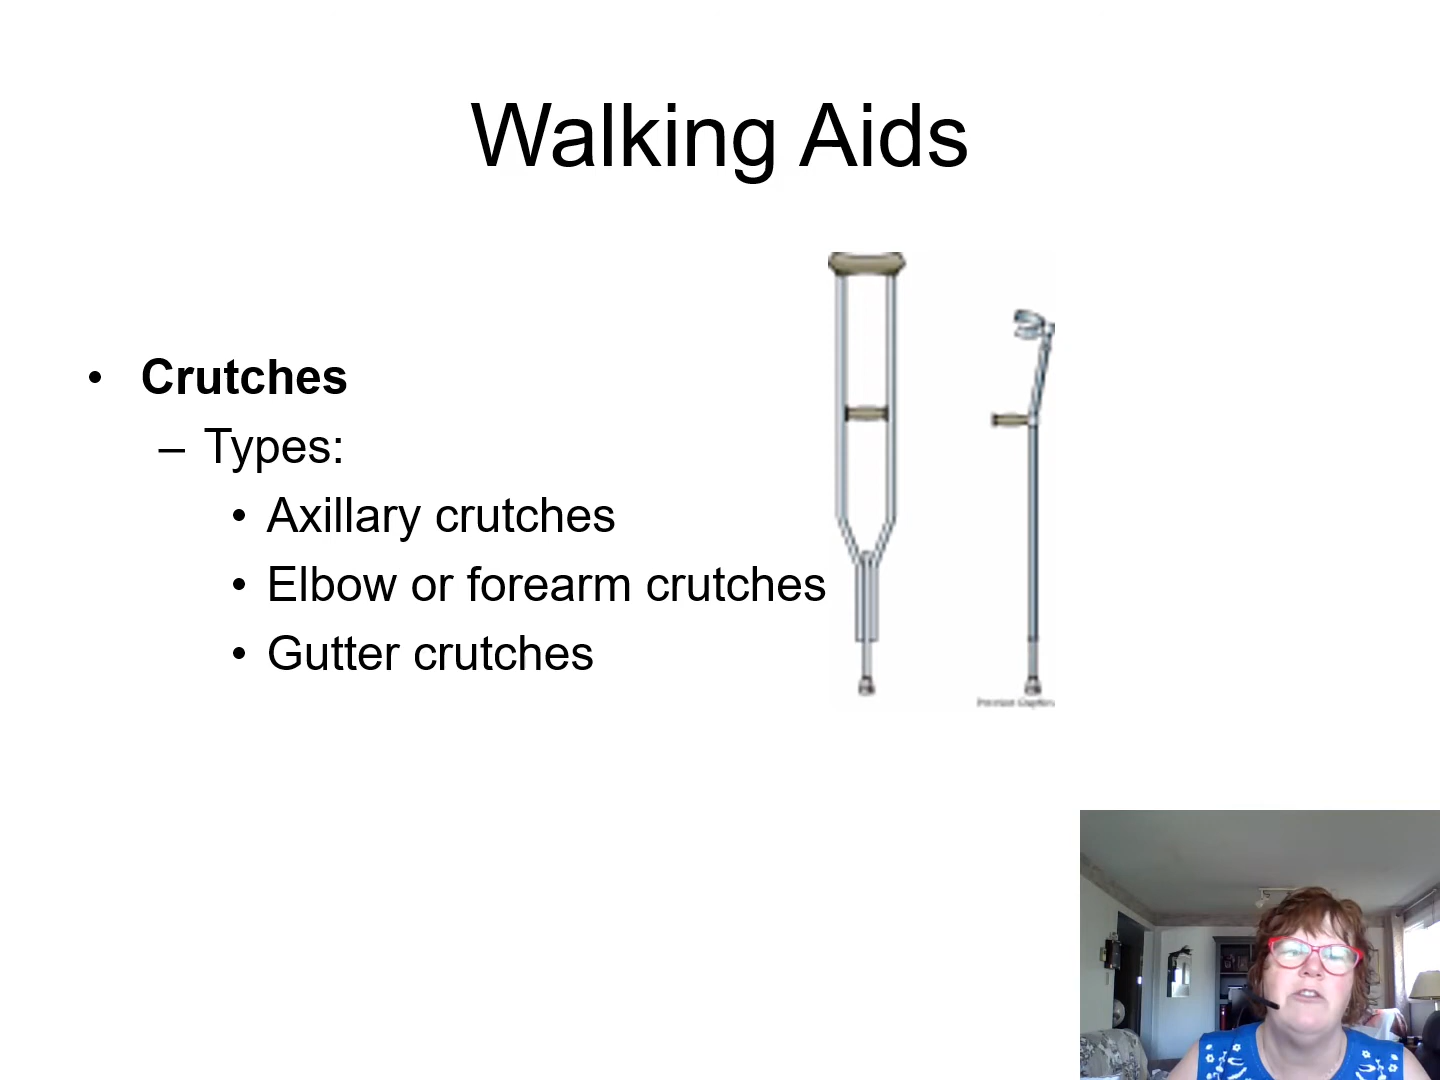 Walking Aids
• Crutches
– Types:
• Axillary crutches
• Elbow or forearm crutches
• Gutter crutches